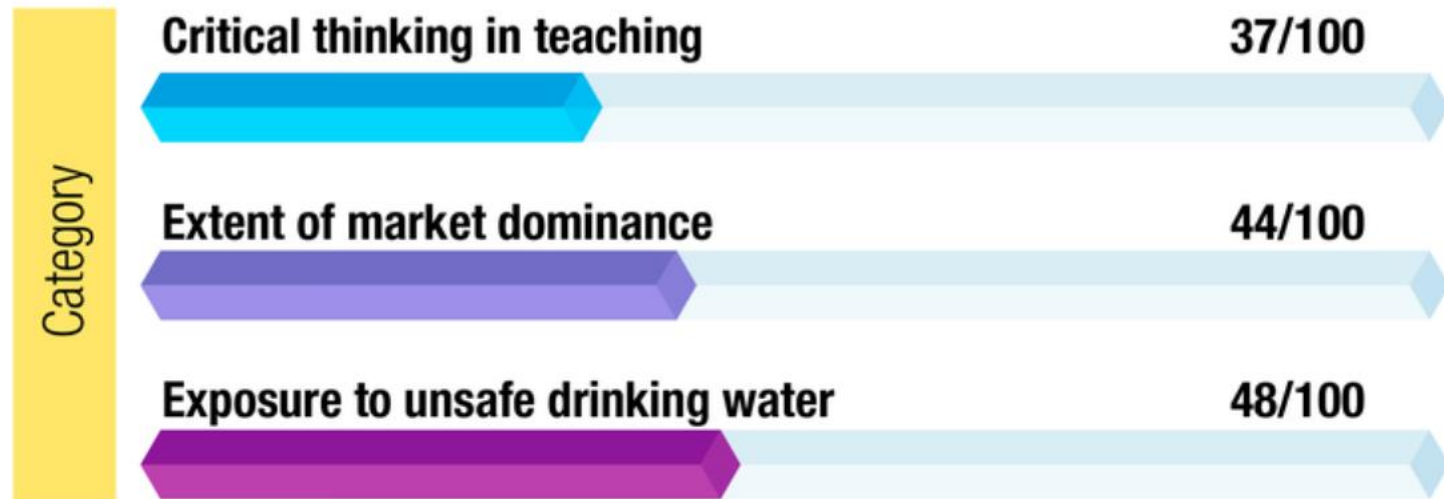 Category
Critical thinking in teaching 37/100
Extent of market dominance 44/100
Exposure to unsafe drinking water 48/100